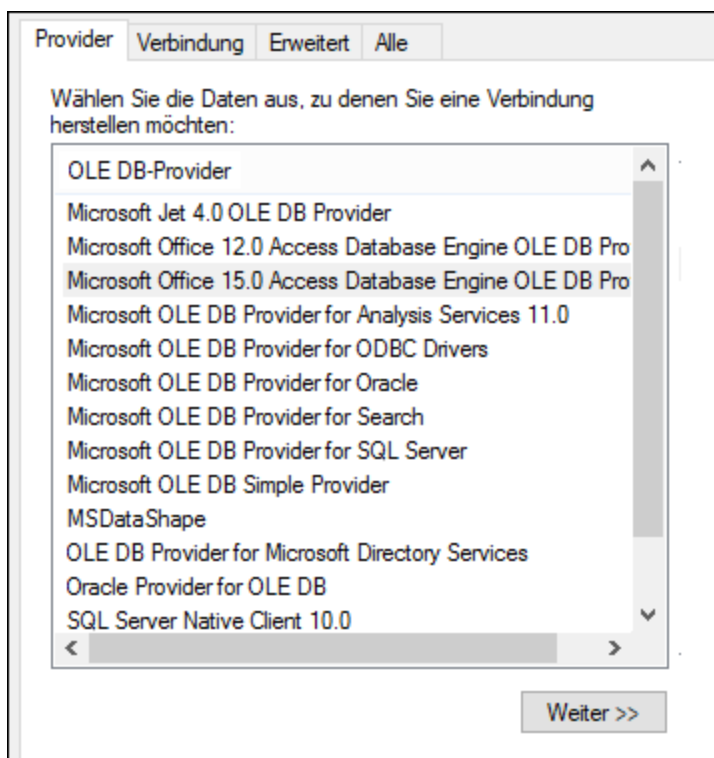 Provider Verbindung Erweitert Alle
Wählen Sie die Daten aus, zu denen Sie eine Verbindung
herstellen möchten:
OLE DB-Provider
Microsoft Jet 4.0 OLE DB Provider
Microsoft Office 12.0 Access Database Engine OLE DB Pro
Microsoft Office 15.0 Access Database Engine OLE DB Pro
Microsoft OLE DB Provider for Analysis Services 11.0
Microsoft OLE DB Provider for ODBC Drivers
Microsoft OLE DB Provider for Oracle
Microsoft OLE DB Provider for Search
Microsoft OLE DB Provider for SQL Server
Microsoft OLE DB Simple Provider
MSDataShape
OLE DB Provider for Microsoft Directory Services
Oracle Provider for OLE DB
SQL Server Native Client 10.0
Weiter >>